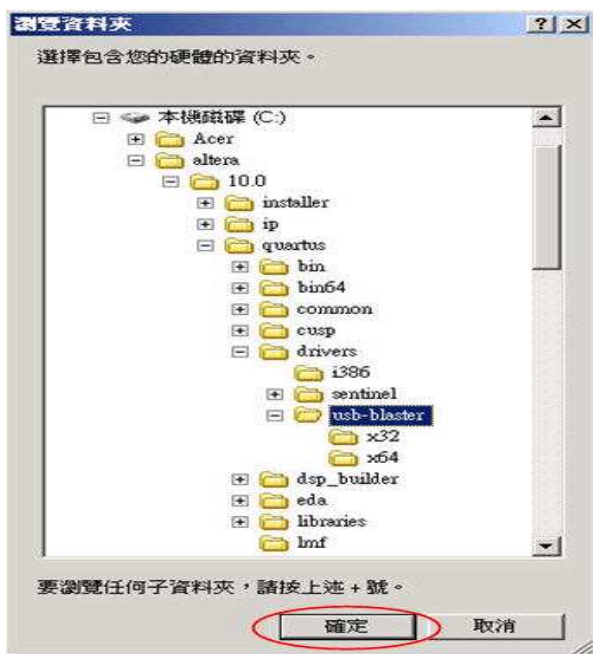 瀏覽資料夾
選擇包含您的硬體的資料夾。
本機磁碟 (C:)
Acer
altera
10.0
installer
ip
quartus
bin
bin64
common
cusp
drivers
i386
sentinel
usb-blaster
x32
x64
dsp_builder
eda
libraries
lmf
要瀏覽任何子資料夾，請按上述 + 號。
確定 取消